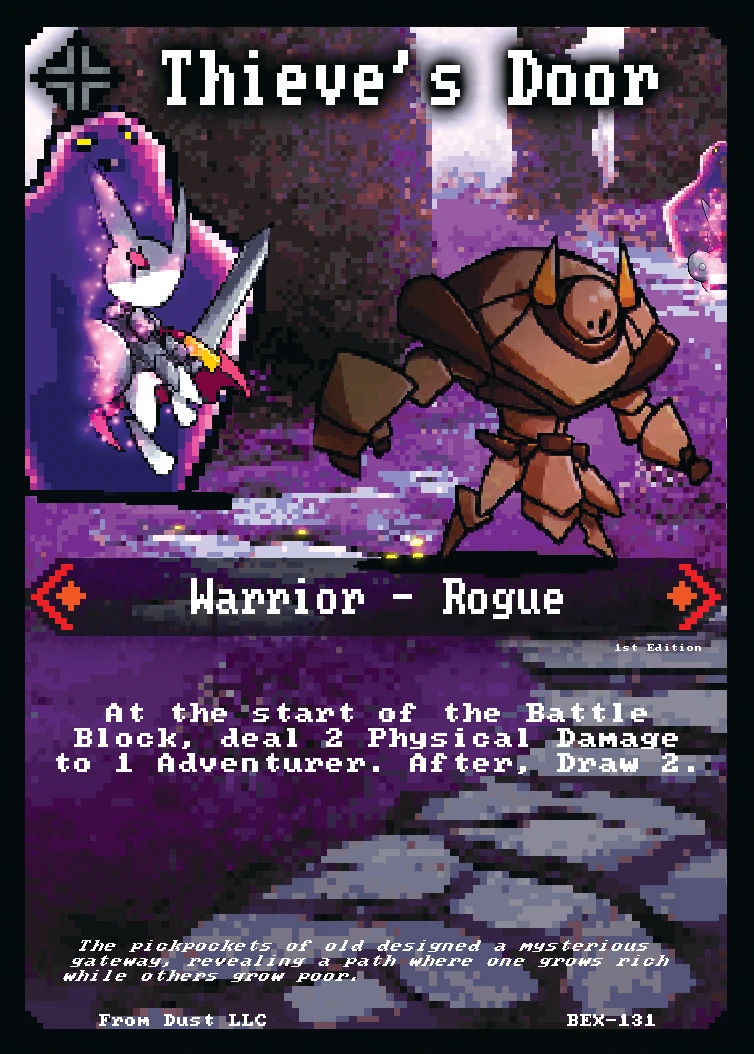 Thieve's Door
Warrior - Rogue
1st Edition
At the start of the Battle
Block, deal 2 Physical Damage
to 1 Adventurer. After, Draw 2.
The pickpockets of old designed a mysterious
gateway, revealing a path where one grows rich
while others grow poor.
From Dust LLC
BEX-131